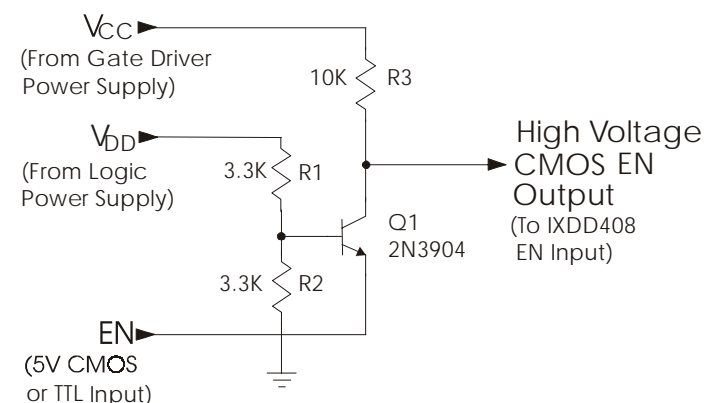 VCC
(From Gate Driver
Power Supply)
10K R3
VDD
(From Logic
Power Supply)
3.3K R1
High Voltage
CMOS EN
Output
(To IXDD408
EN Input)
Q1
2N3904
3.3K R2
EN
(5V CMOS
or TTL Input)